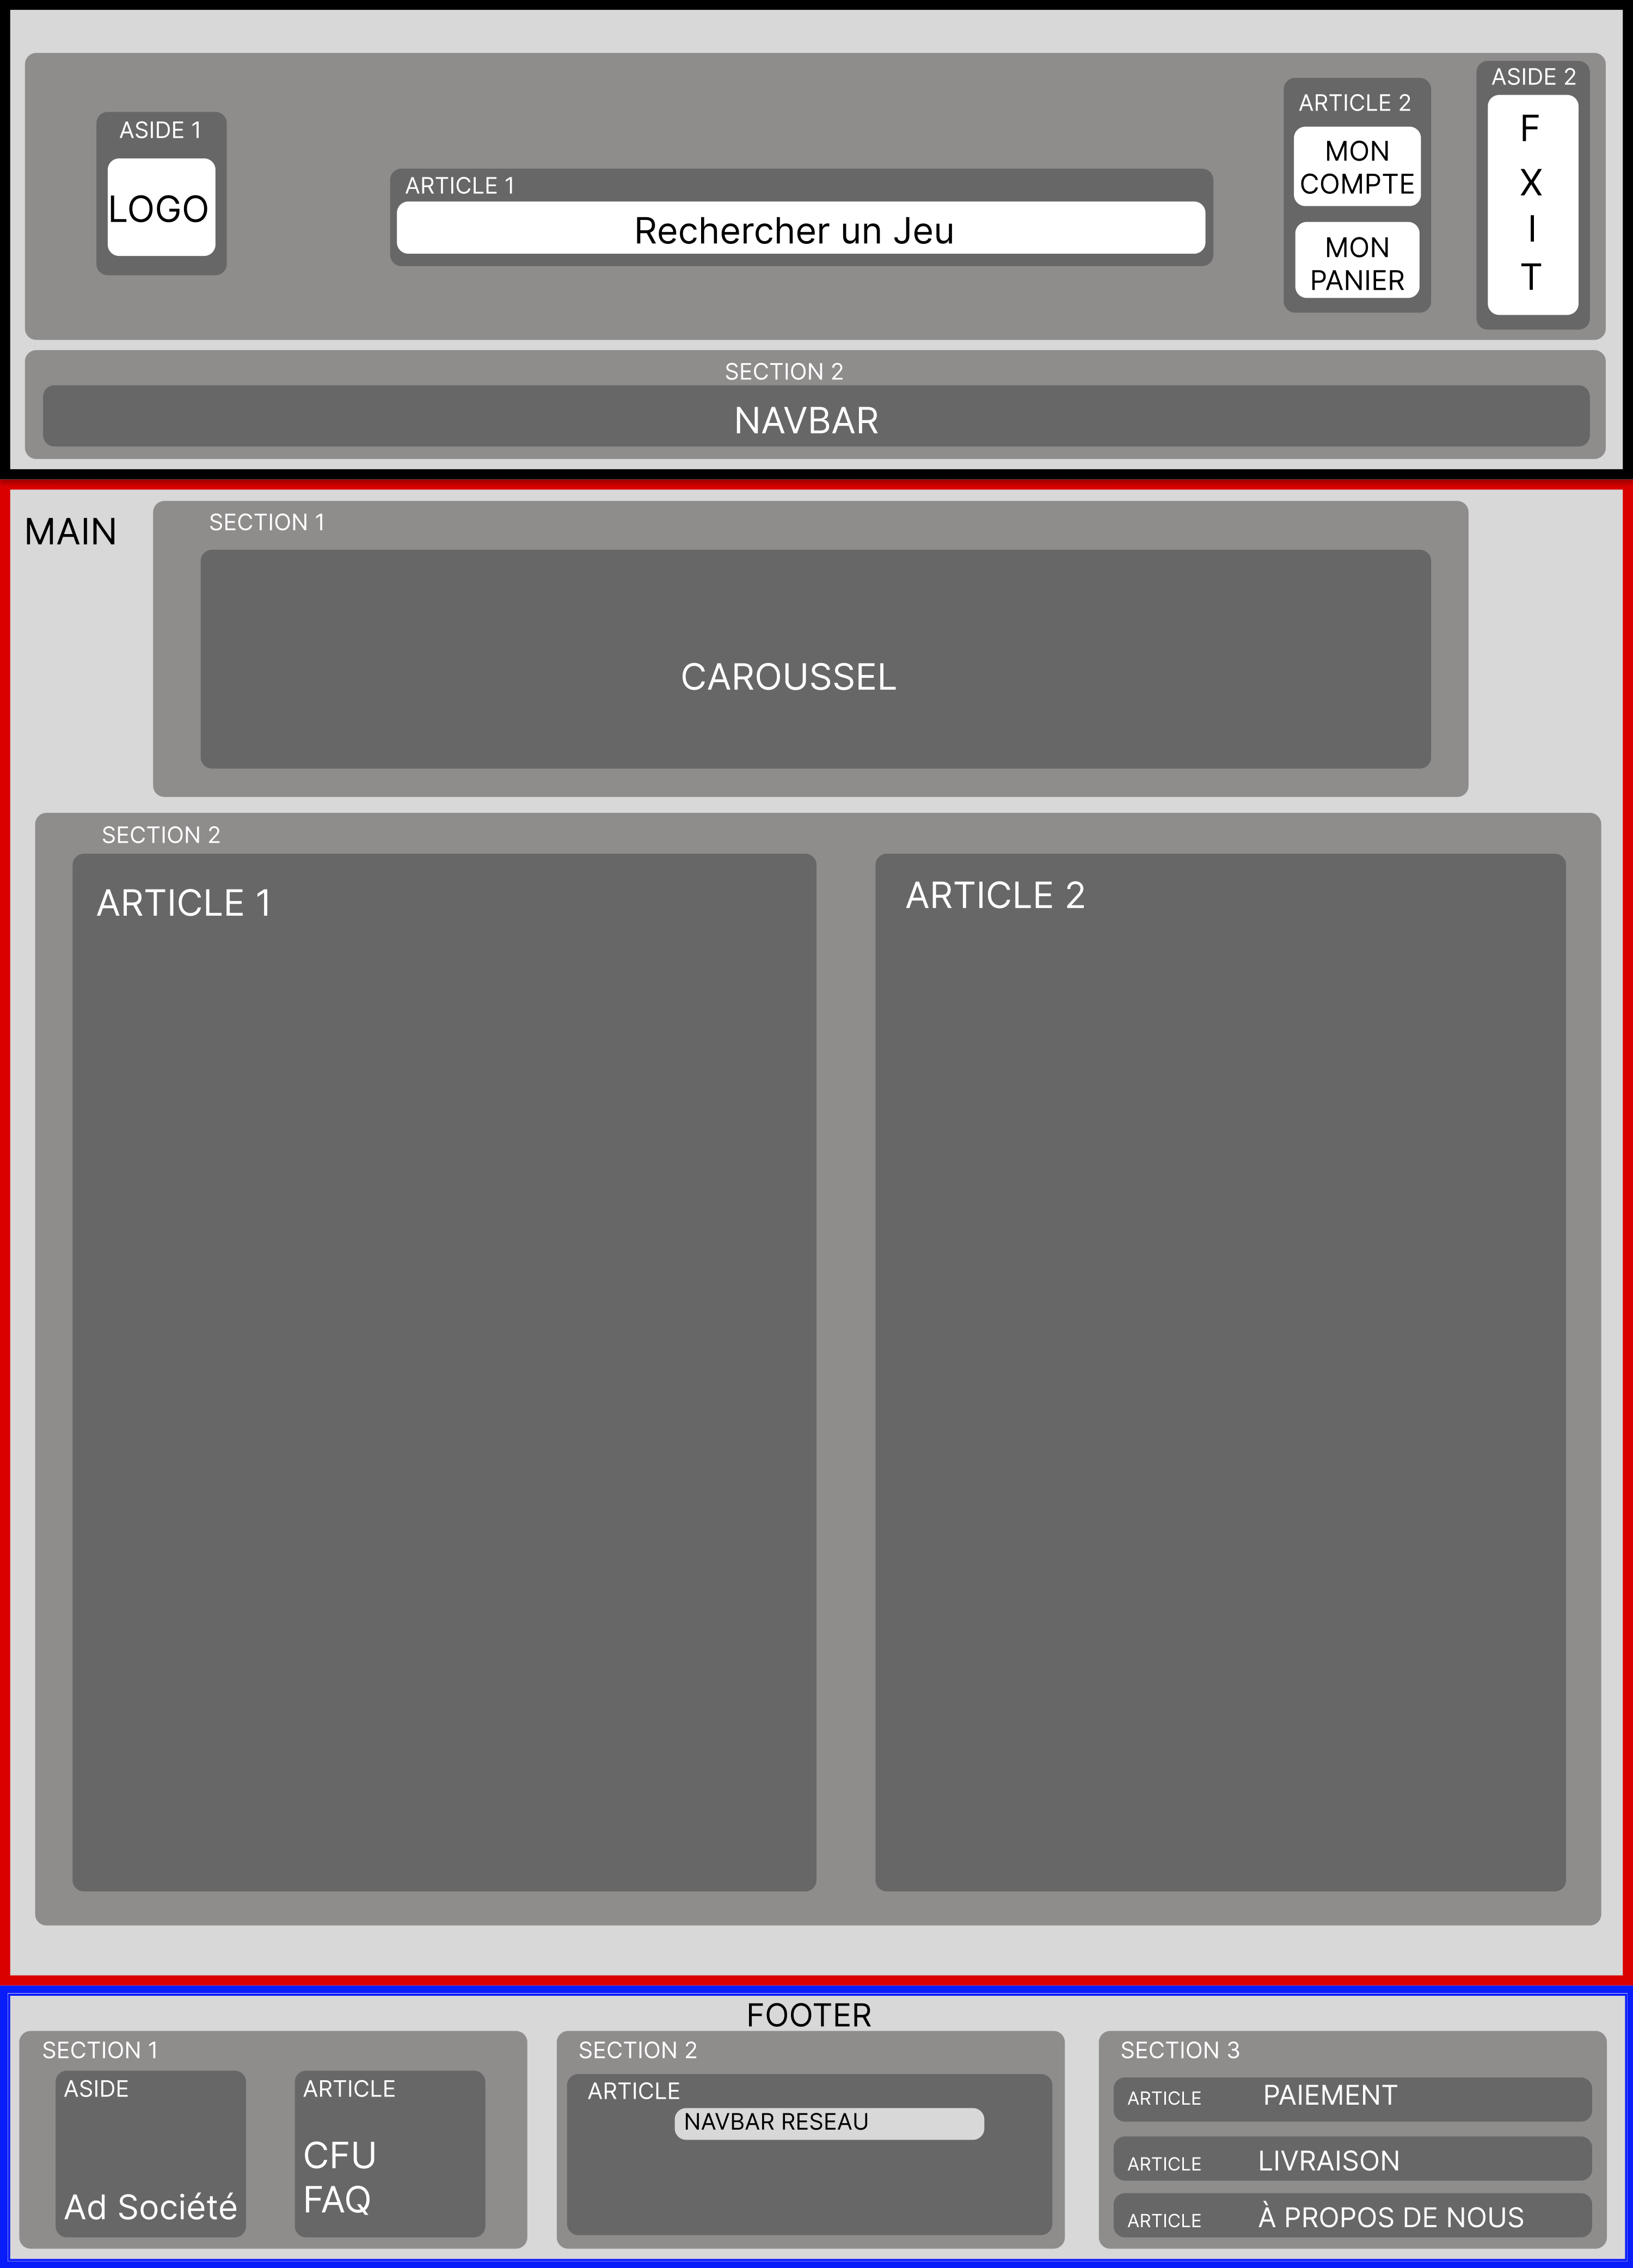 ASIDE 1
LOGO
ARTICLE 1
Rechercher un Jeu
ARTICLE 2
MON
COMPTE
MON
PANIER
ASIDE 2
F
X
I
T
SECTION 2
NAVBAR
MAIN
SECTION 1
CAROUSSEL
SECTION 2
ARTICLE 1
ARTICLE 2
FOOTER
SECTION 1
ASIDE
Ad Société
ARTICLE
CFU
FAQ
SECTION 2
ARTICLE
NAVBAR RESEAU
SECTION 3
ARTICLE PAIEMENT
ARTICLE LIVRAISON
ARTICLE À PROPOS DE NOUS